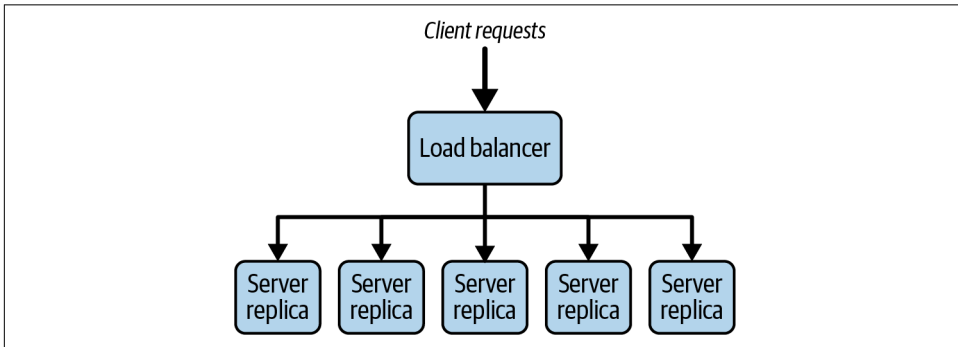 Client requests
Load balancer
Server Server Server Server Server
replica replica replica replica replica